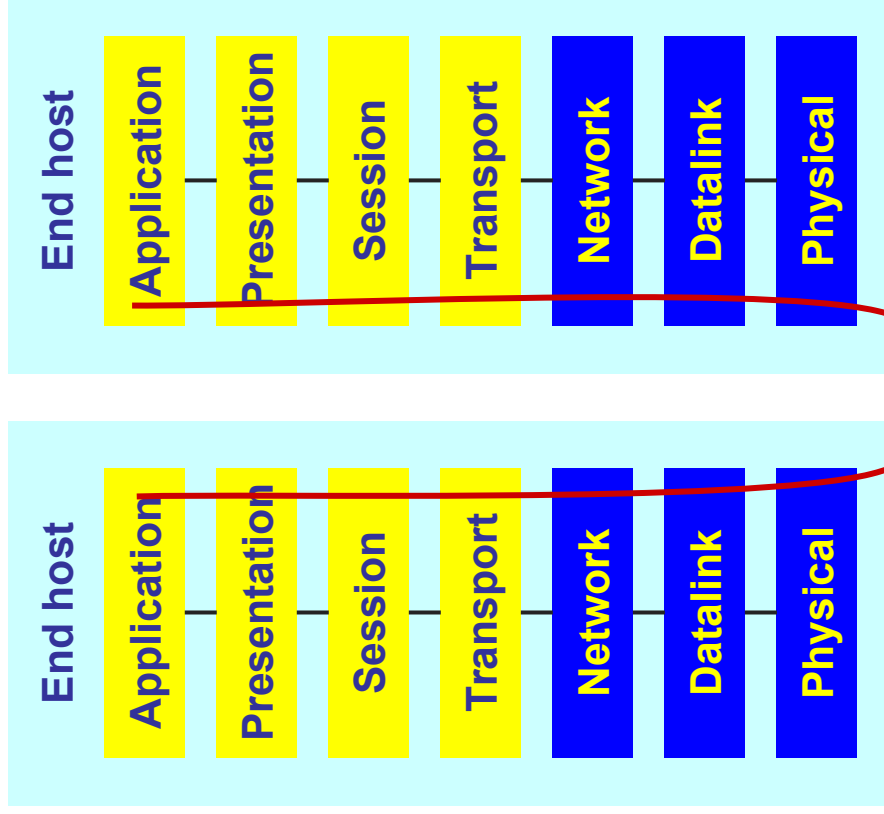 End host
Application
Presentation
Session
Transport
Network
Datalink
Physical
End host
Application
Presentation
Session
Transport
Network
Datalink
Physical